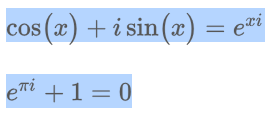 cos(x) + i sin(x) = e^{xi}
e^{πi} + 1 = 0